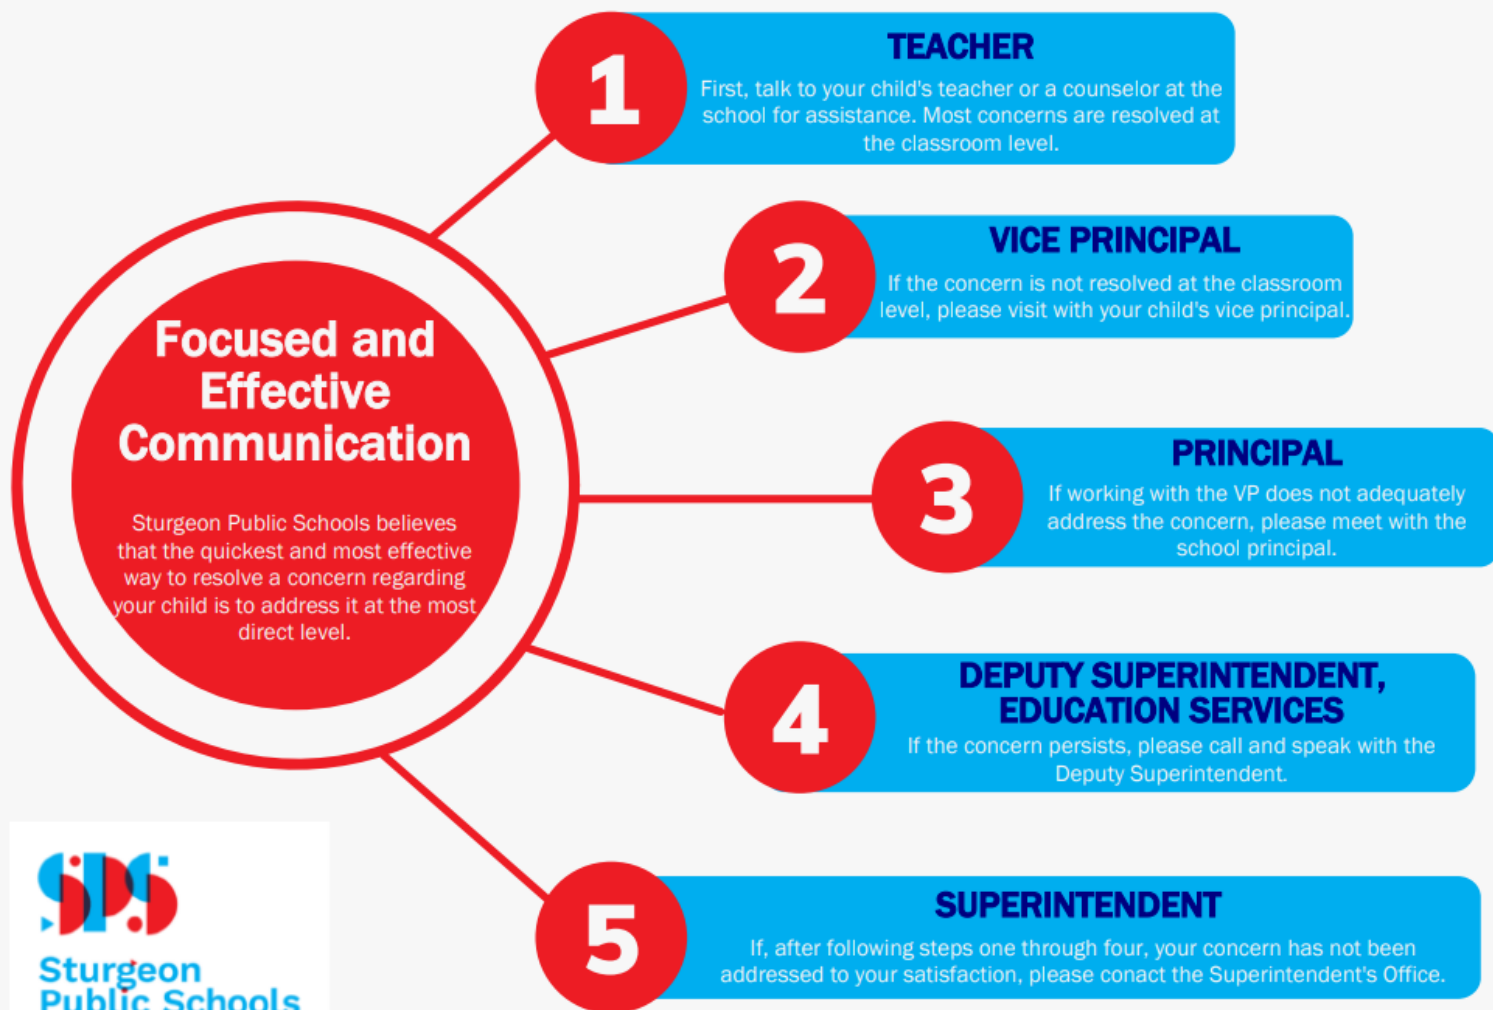 Focused and
Effective
Communication
Sturgeon Public Schools believes
that the quickest and most effective
way to resolve a concern regarding
your child is to address it at the most
direct level.
1
TEACHER
First, talk to your child's teacher or a counselor at the
school for assistance. Most concerns are resolved at
the classroom level.
2
VICE PRINCIPAL
If the concern is not resolved at the classroom
level, please visit with your child's vice principal.
3
PRINCIPAL
If working with the VP does not adequately
address the concern, please meet with the
school principal.
4
DEPUTY SUPERINTENDENT,
EDUCATION SERVICES
If the concern persists, please call and speak with the
Deputy Superintendent.
5
SUPERINTENDENT
If, after following steps one through four, your concern has not been
addressed to your satisfaction, please conact the Superintendent's Office.
SPS
Sturgeon
Public Schools